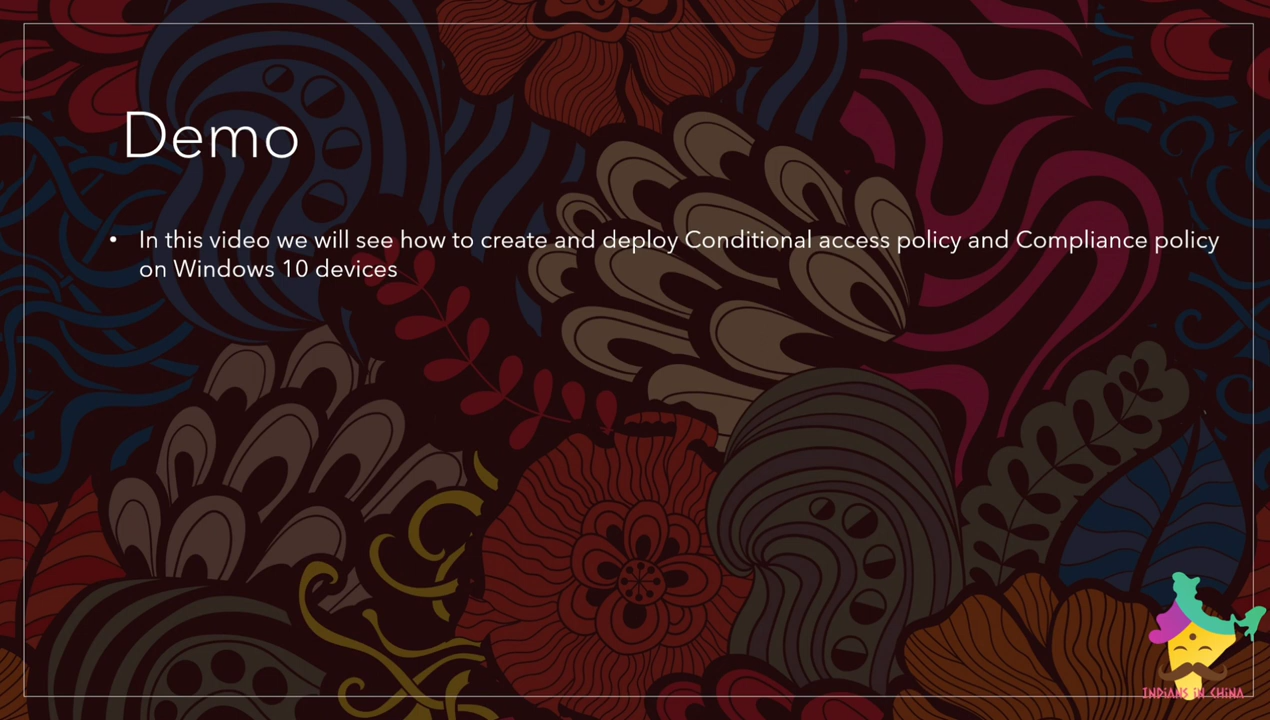 Demo
• In this video we will see how to create and deploy Conditional access policy and Compliance policy
on Windows 10 devices
INDIANS IN CHINA